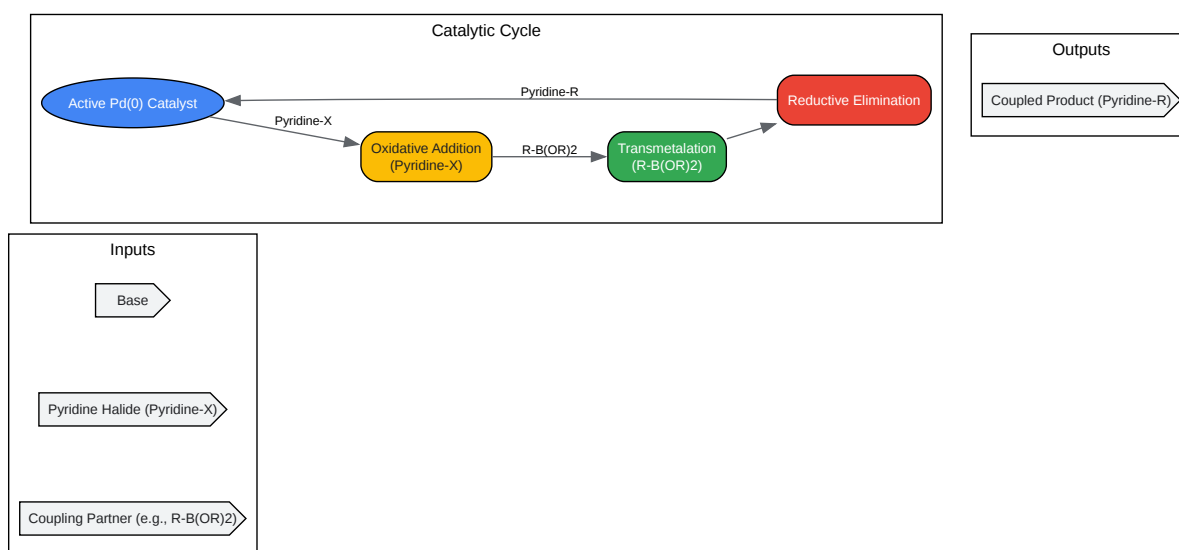 Catalytic Cycle
Outputs
Active Pd(0) Catalyst
Pyridine-R
Reductive Elimination
Coupled Product (Pyridine-R)
Pyridine-X
Oxidative Addition
(Pyridine-X)
R-B(OR)2
Transmetalation
(R-B(OR)2)
Inputs
Base
Pyridine Halide (Pyridine-X)
Coupling Partner (e.g., R-B(OR)2)